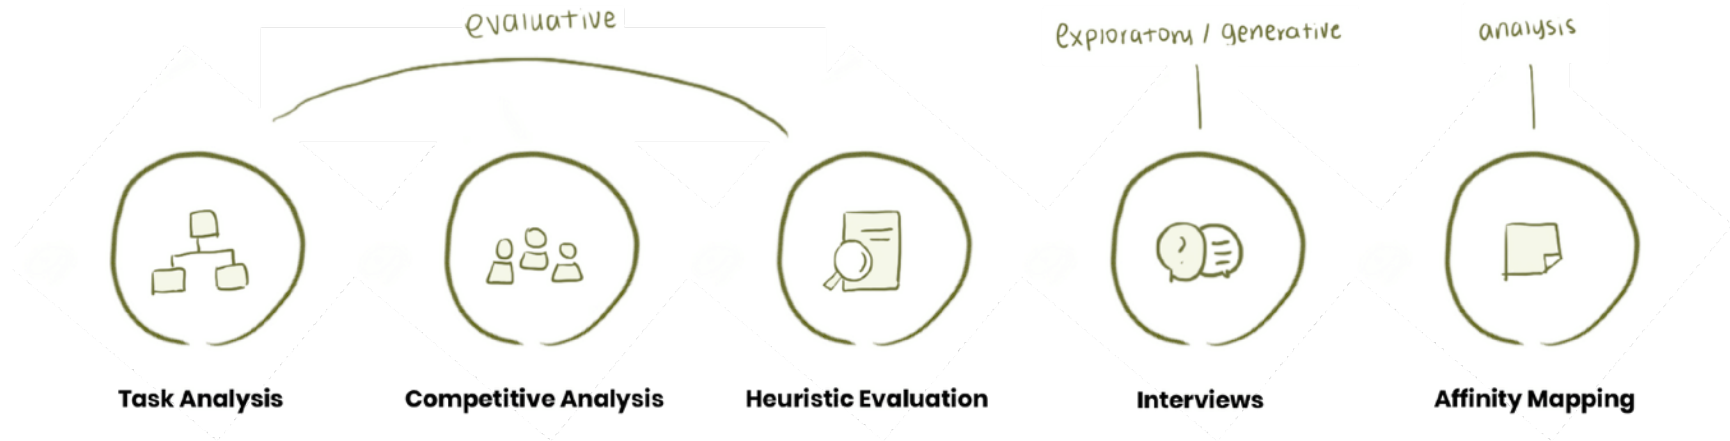 evaluative
exploratory / generative
analysis
?
Task Analysis
Competitive Analysis
Heuristic Evaluation
Interviews
Affinity Mapping